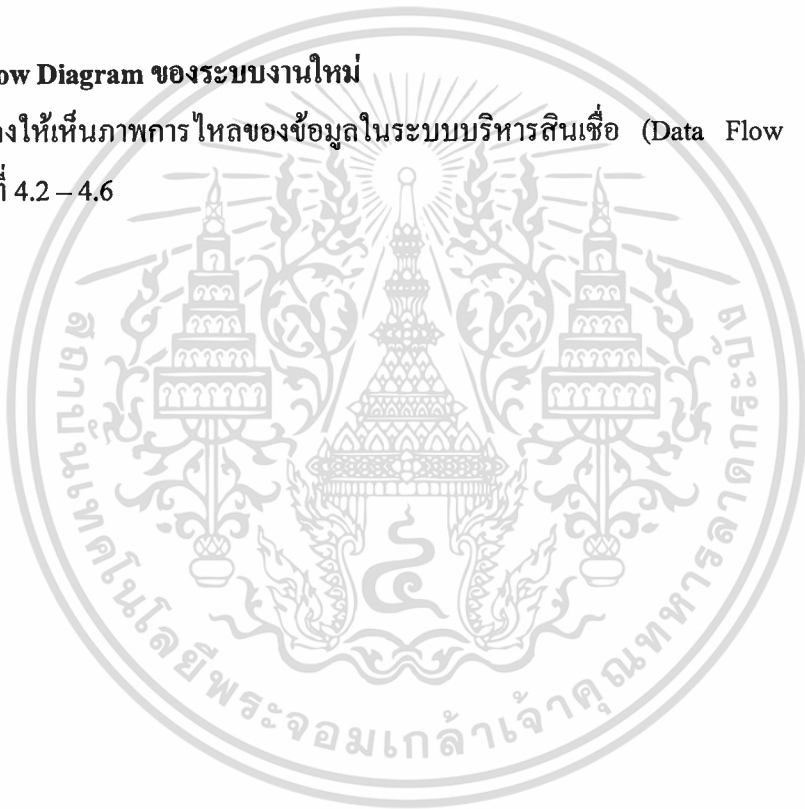 ow Diagram ของระบบงานใหม่
งให้เห็นภาพการไหลของข้อมูลในระบบบริหารสินเชื่อ (Data Flow
ที่ 4.2 – 4.6
สถาบันเทคโนโลยีพระจอมเกล้าเจ้าคุณทหารลาดกระบัง